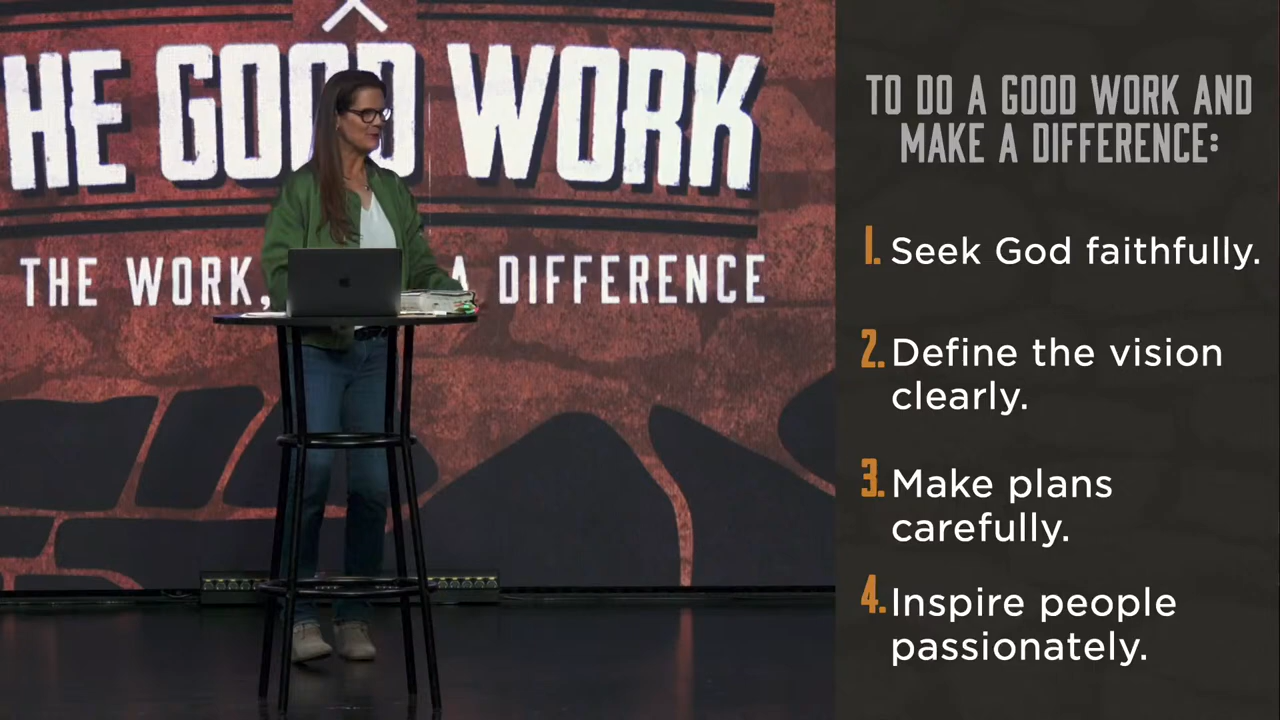 HE GOOD WORK
THE WORK, A DIFFERENCE
TO DO A GOOD WORK AND
MAKE A DIFFERENCE:
1. Seek God faithfully.
2. Define the vision
clearly.
3. Make plans
carefully.
4. Inspire people
passionately.